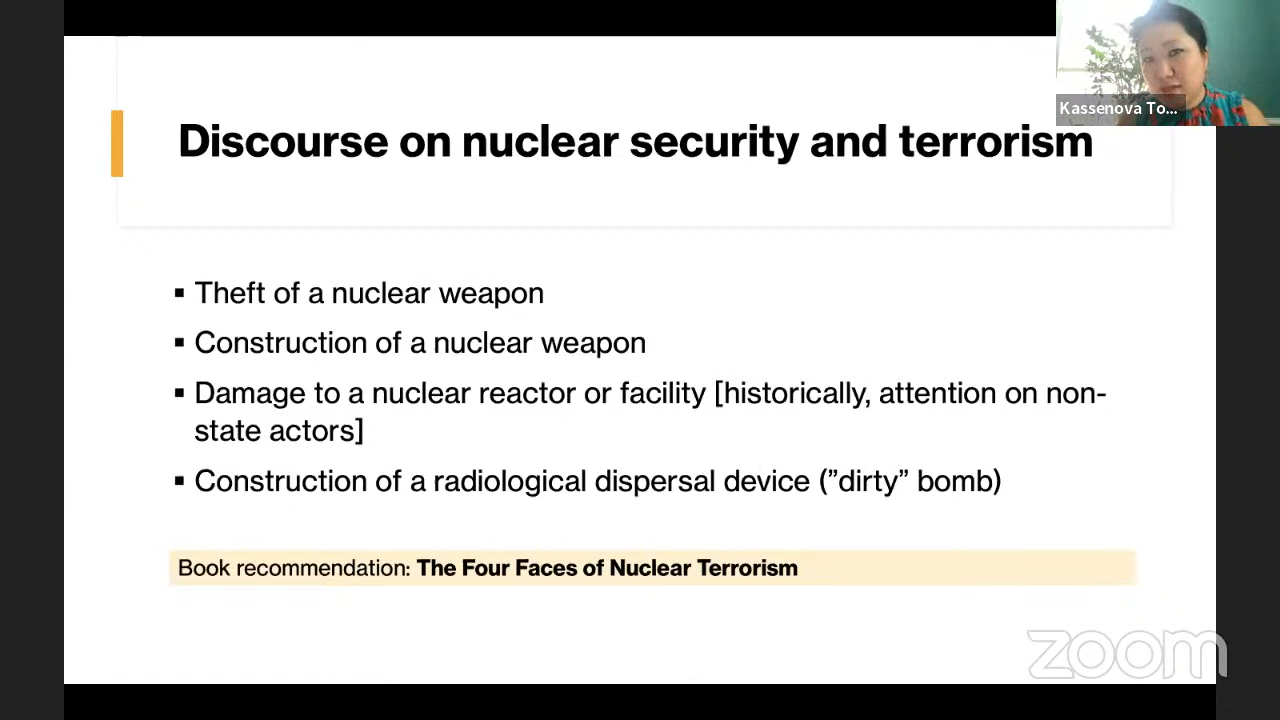 Kassenova To...
Discourse on nuclear security and terrorism
▪ Theft of a nuclear weapon
▪ Construction of a nuclear weapon
▪ Damage to a nuclear reactor or facility [historically, attention on non-
state actors]
▪ Construction of a radiological dispersal device (”dirty” bomb)
Book recommendation: The Four Faces of Nuclear Terrorism
zoom